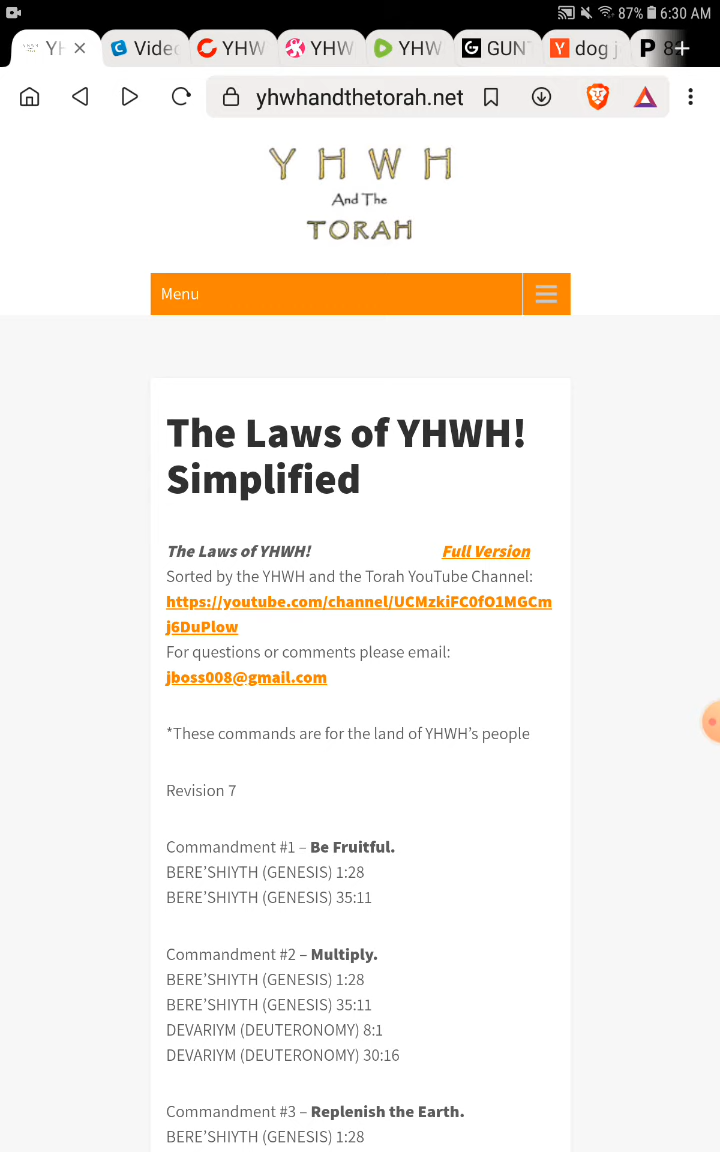 87% 6:30 AM
YH Video YHW YHW YHW G GUNT Y dog j P 8
yhwhandthetorah.net
Y H W H
And The
TORAH
Menu
The Laws of YHWH!
Simplified
The Laws of YHWH! Full Version
Sorted by the YHWH and the Torah YouTube Channel:
https://youtube.com/channel/UCMzkiFC0fO1MGCm
j6DuPlow
For questions or comments please email:
jboss008@gmail.com
*These commands are for the land of YHWH’s people
Revision 7
Commandment #1 – Be Fruitful.
BERE’SHIYTH (GENESIS) 1:28
BERE’SHIYTH (GENESIS) 35:11
Commandment #2 – Multiply.
BERE’SHIYTH (GENESIS) 1:28
BERE’SHIYTH (GENESIS) 35:11
DEVARIYM (DEUTERONOMY) 8:1
DEVARIYM (DEUTERONOMY) 30:16
Commandment #3 – Replenish the Earth.
BERE’SHIYTH (GENESIS) 1:28